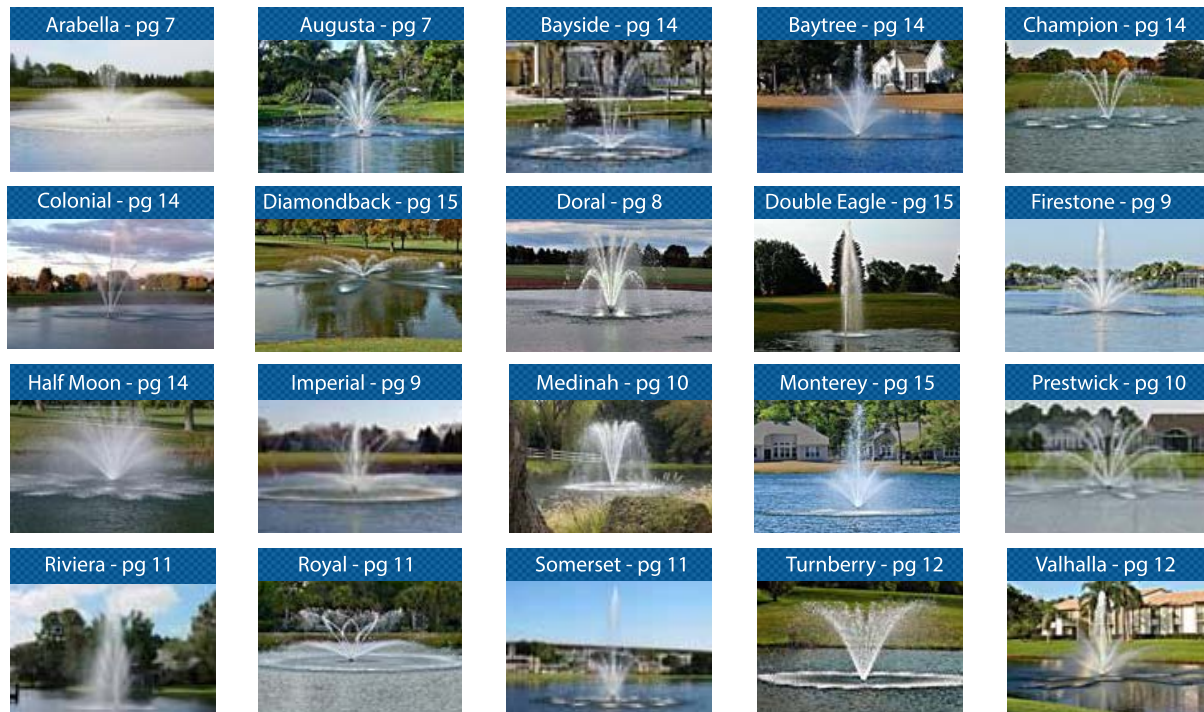 Arabella - pg 7
Augusta - pg 7
Bayside - pg 14
Baytree - pg 14
Champion - pg 14
Colonial - pg 14
Diamondback - pg 15
Doral - pg 8
Double Eagle - pg 15
Firestone - pg 9
Half Moon - pg 14
Imperial - pg 9
Medinah - pg 10
Monterey - pg 15
Prestwick - pg 10
Riviera - pg 11
Royal - pg 11
Somerset - pg 11
Turnberry - pg 12
Valhalla - pg 12